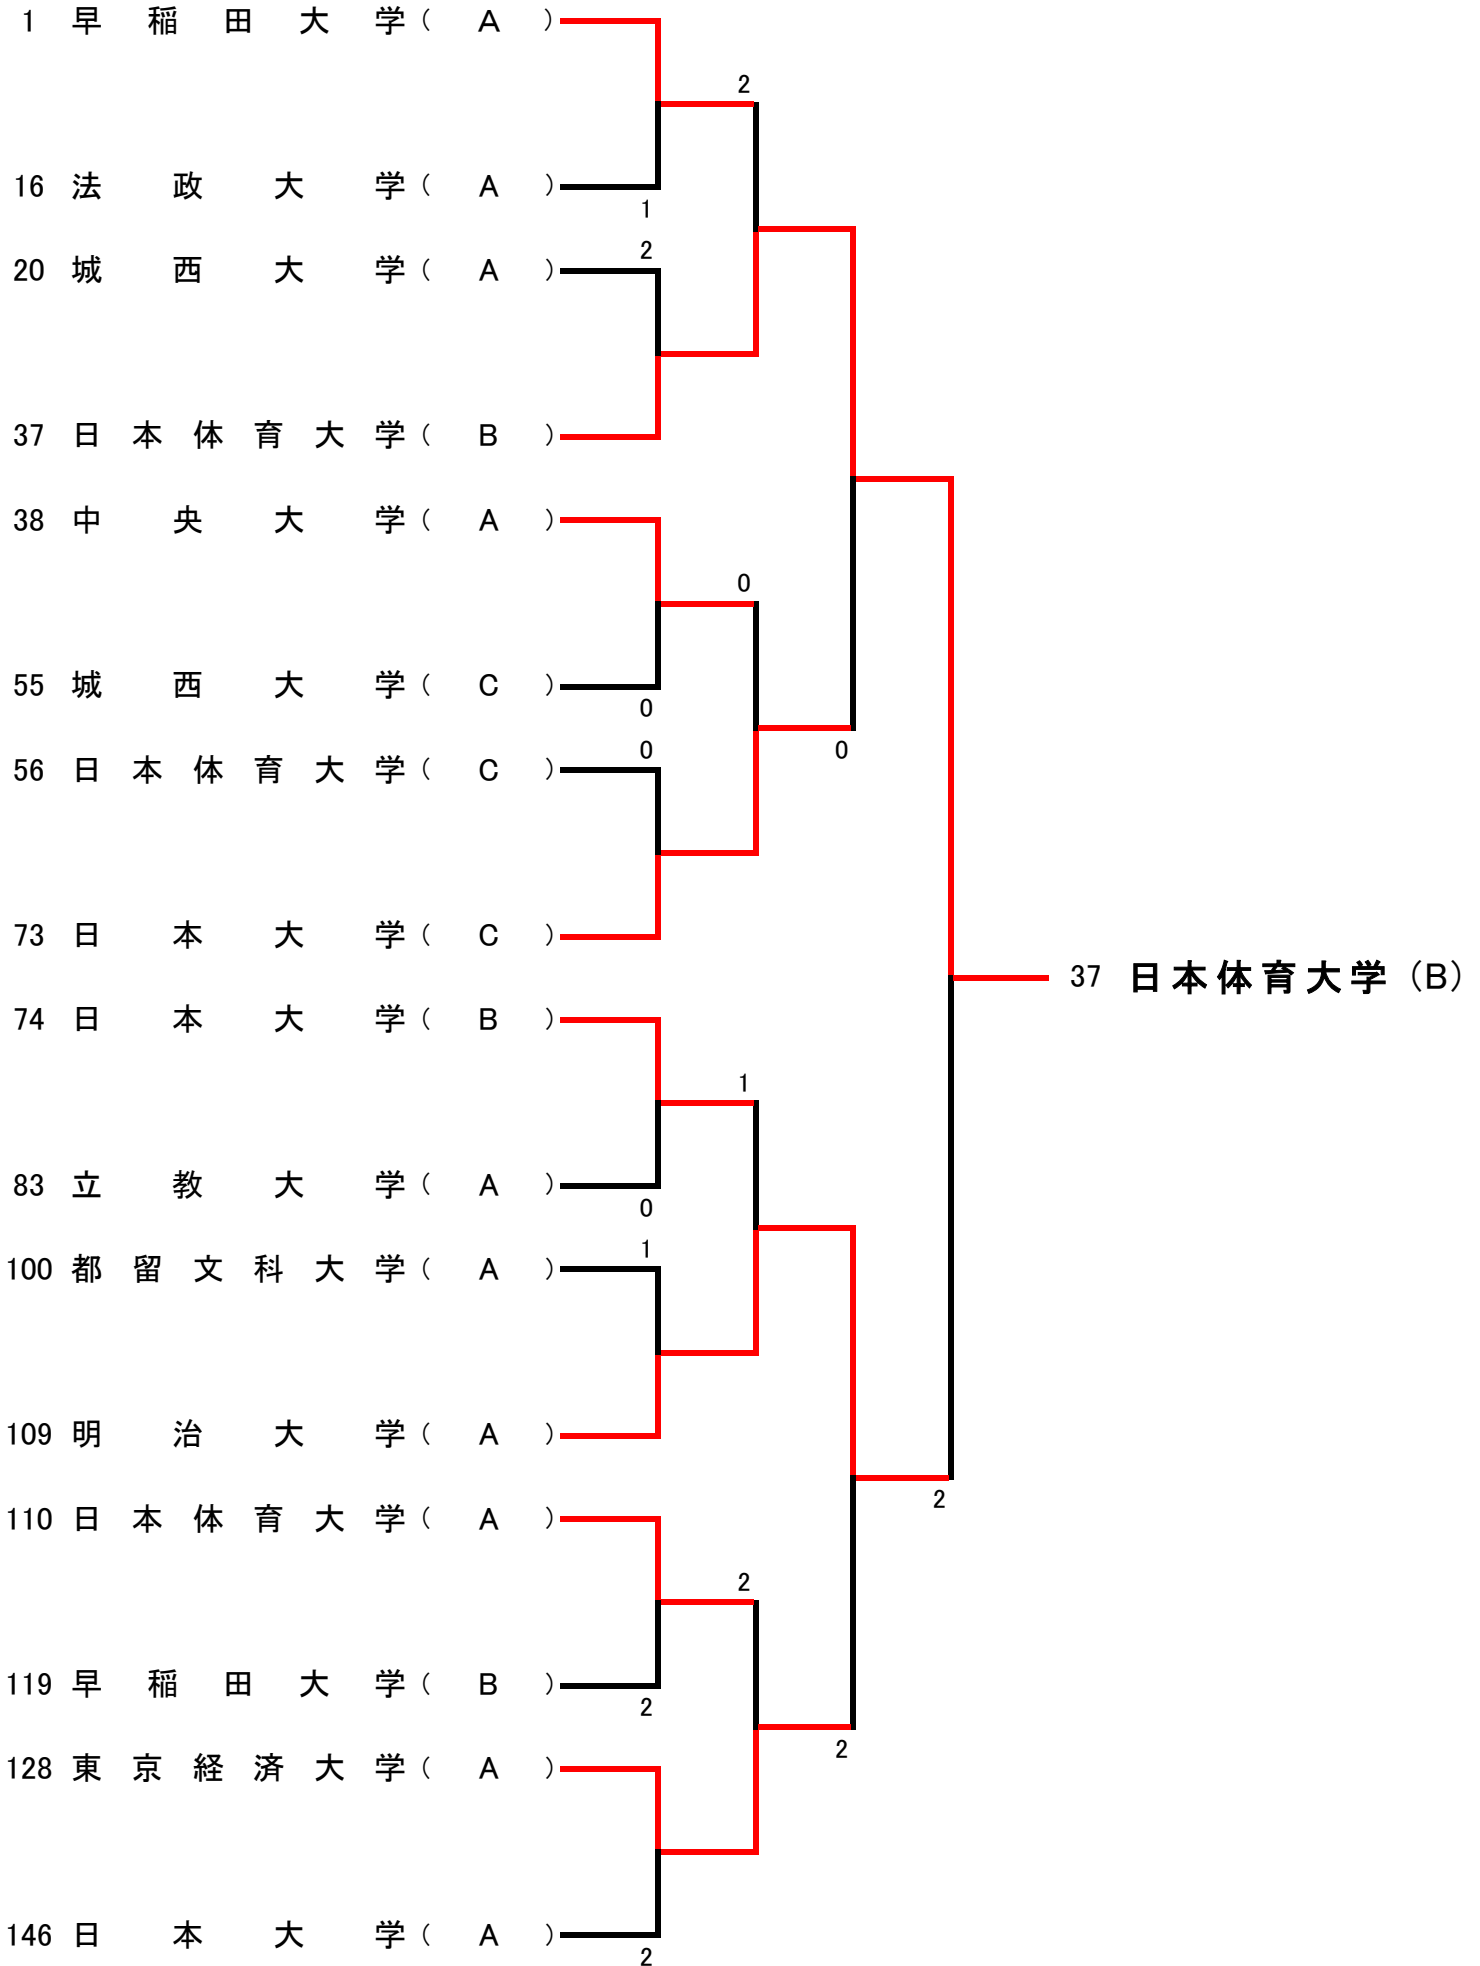 1 早稲田大学(A)
2
16 法政大学(A)
1
2
20 城西大学(A)
37 日本体育大学(B)
38 中央大学(A)
0
55 城西大学(C)
0
0
0
56 日本体育大学(C)
73 日本大学(C)
37 日本体育大学(B)
74 日本大学(B)
1
83 立教大学(A)
0
1
100 都留文科大学(A)
109 明治大学(A)
2
110 日本体育大学(A)
2
119 早稲田大学(B)
2
2
128 東京経済大学(A)
146 日本大学(A)
2